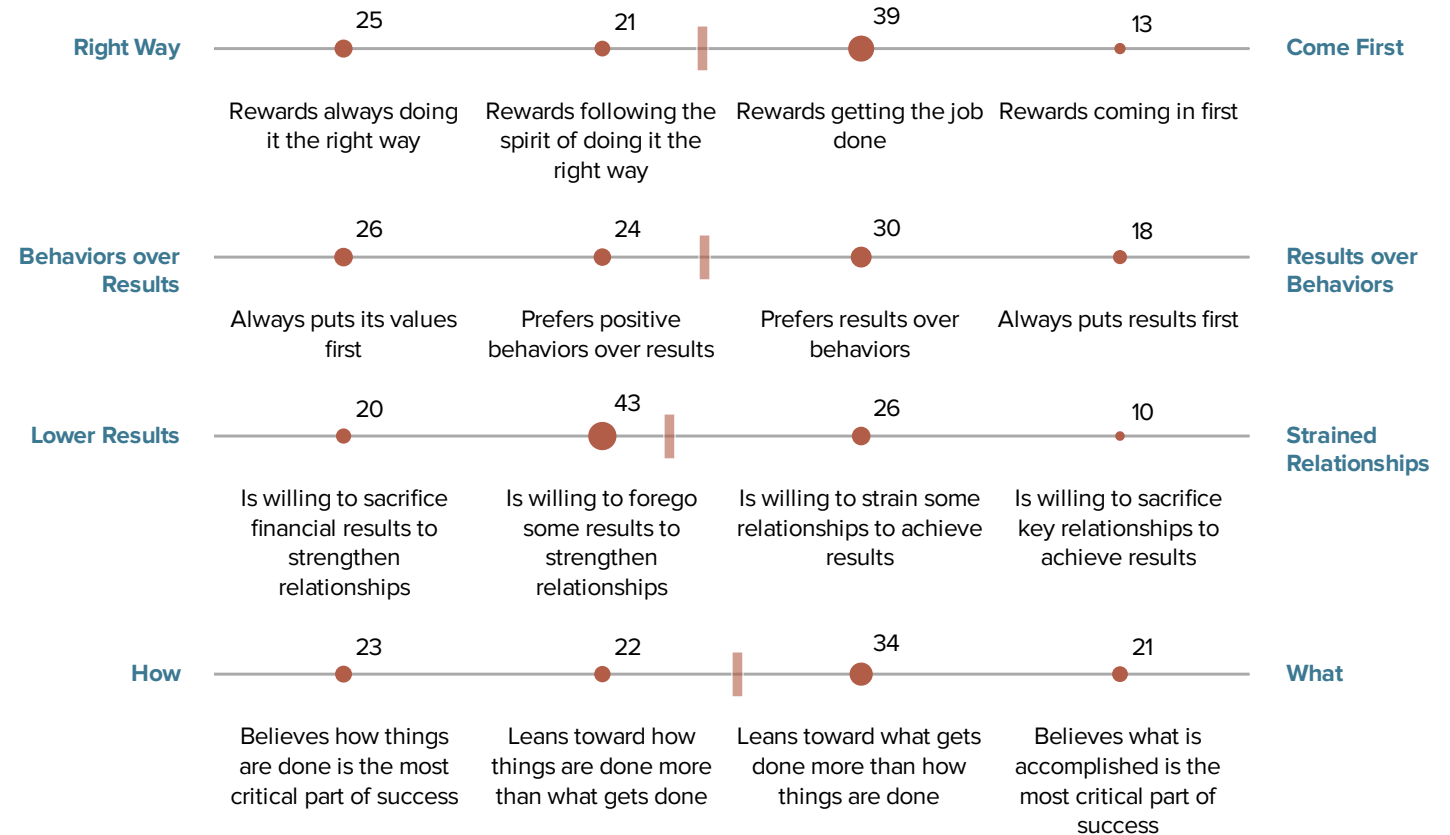 25 21 39 13
Right Way Come First
Rewards always doing Rewards following the Rewards getting the job Rewards coming in first
it the right way spirit of doing it the done
right way
26 24 30 18
Behaviors over Results over
Results Behaviors
Always puts its values Prefers positive Prefers results over Always puts results first
first behaviors over results behaviors
20 43 26 10
Lower Results Strained
Relationships
Is willing to sacrifice Is willing to forego Is willing to strain some Is willing to sacrifice
financial results to some results to relationships to achieve key relationships to
strengthen strengthen results achieve results
relationships relationships
23 22 34 21
How What
Believes how things Leans toward how Leans toward what gets Believes what is
are done is the most things are done more done more than how accomplished is the
critical part of success than what gets done things are done most critical part of
success